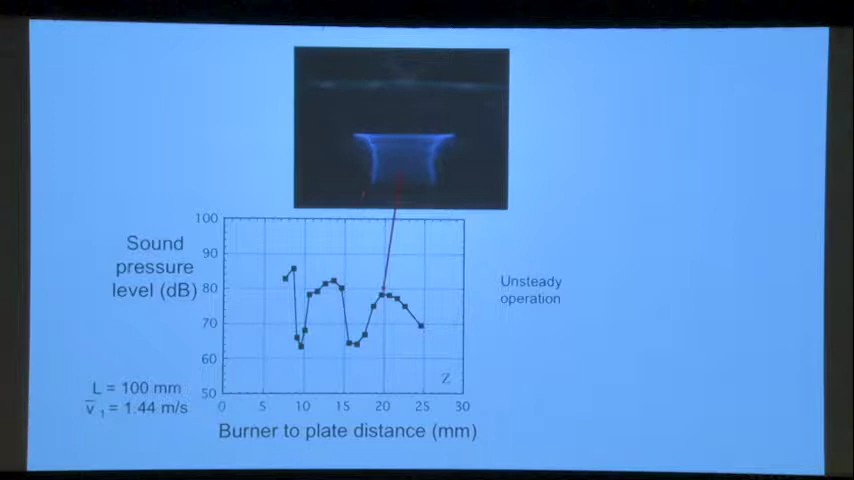 Sound
pressure
level (dB)
100
90
80
70
60
50
0 5 10 15 20 25 30
Z
Burner to plate distance (mm)
L = 100 mm
v̅ 1 = 1.44 m/s
Unsteady
operation